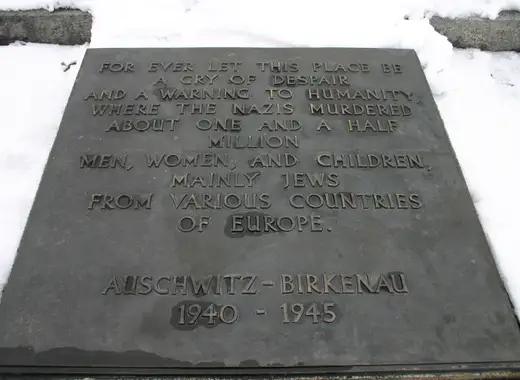 FOR EVER LET THIS PLACE BE
A CRY OF DESPAIR
AND A WARNING TO HUMANITY,
WHERE THE NAZIS MURDERED
ABOUT ONE AND A HALF
MILLION
MEN, WOMEN, AND CHILDREN,
MAINLY JEWS
FROM VARIOUS COUNTRIES
OF EUROPE.
AUSCHWITZ - BIRKENAU
1940 - 1945